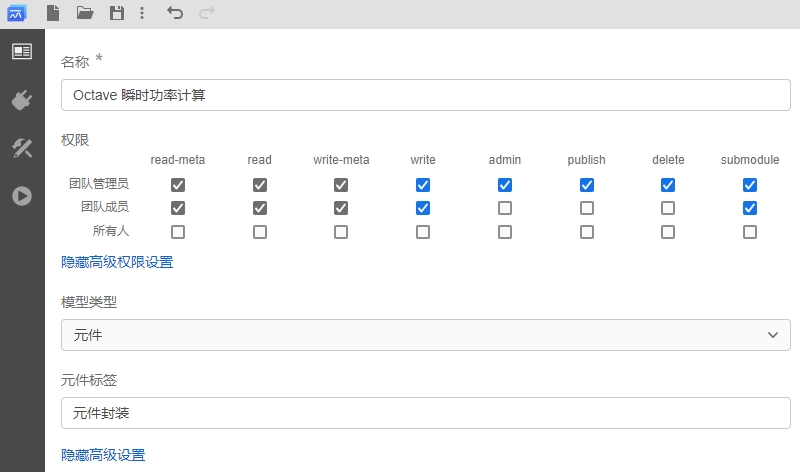 名称 *
Octave 瞬时功率计算
权限
read-meta read write-meta write admin publish delete submodule
团队管理员
团队成员
所有人
隐藏高级权限设置
模型类型
元件
元件标签
元件封装
隐藏高级设置